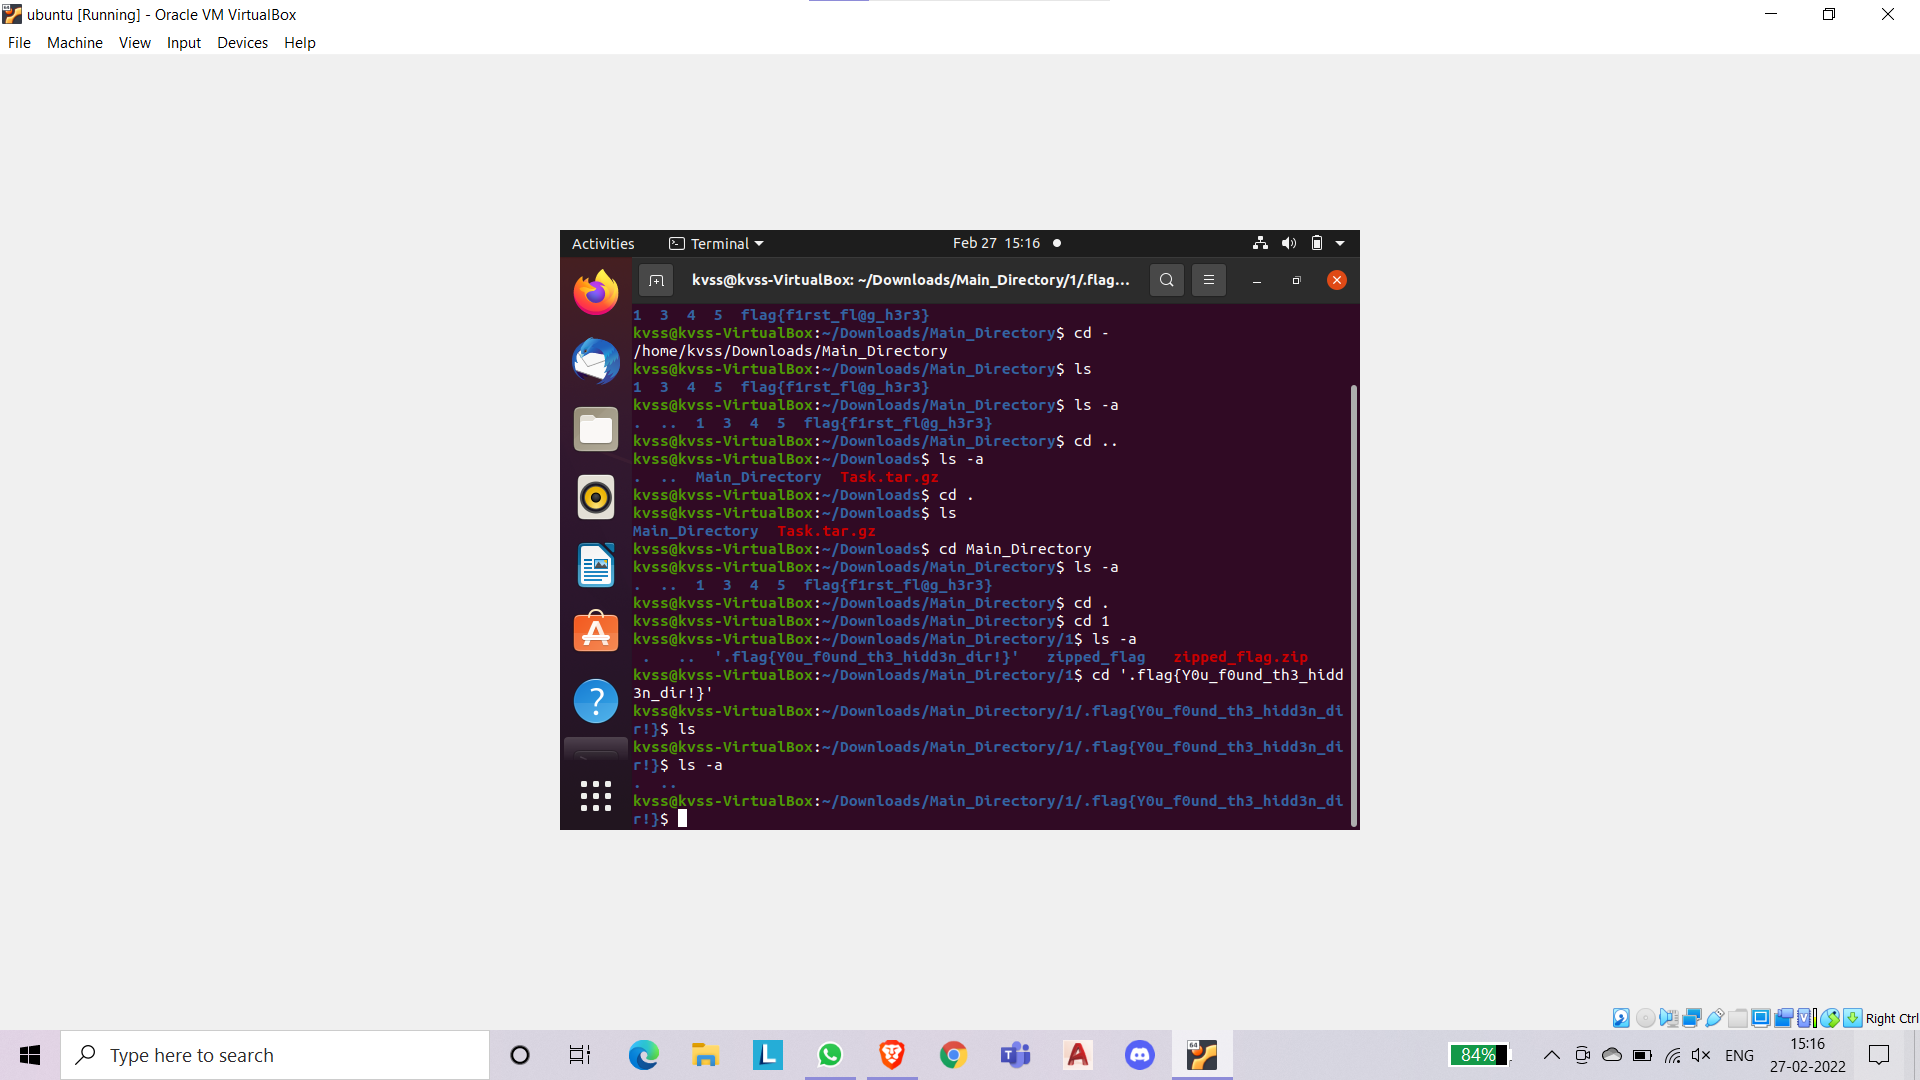 ubuntu [Running] - Oracle VM VirtualBox
File Machine View Input Devices Help
Activities Terminal Feb 27 15:16
kvss@kvss-VirtualBox: ~/Downloads/Main_Directory/1/.flag...
1 3 4 5 flag{f1rst_fl@g_h3r3}
kvss@kvss-VirtualBox:~/Downloads/Main_Directory$ cd -
/home/kvss/Downloads/Main_Directory
kvss@kvss-VirtualBox:~/Downloads/Main_Directory$ ls
1 3 4 5 flag{f1rst_fl@g_h3r3}
kvss@kvss-VirtualBox:~/Downloads/Main_Directory$ ls -a
. .. 1 3 4 5 flag{f1rst_fl@g_h3r3}
kvss@kvss-VirtualBox:~/Downloads/Main_Directory$ cd ..
kvss@kvss-VirtualBox:~/Downloads$ ls -a
. .. Main_Directory Task.tar.gz
kvss@kvss-VirtualBox:~/Downloads$ cd .
kvss@kvss-VirtualBox:~/Downloads$ ls
Main_Directory Task.tar.gz
kvss@kvss-VirtualBox:~/Downloads$ cd Main_Directory
kvss@kvss-VirtualBox:~/Downloads/Main_Directory$ ls -a
. .. 1 3 4 5 flag{f1rst_fl@g_h3r3}
kvss@kvss-VirtualBox:~/Downloads/Main_Directory$ cd .
kvss@kvss-VirtualBox:~/Downloads/Main_Directory$ cd 1
kvss@kvss-VirtualBox:~/Downloads/Main_Directory/1$ ls -a
. .. '.flag{Y0u_f0und_th3_hidd3n_dir!}' zipped_flag zipped_flag.zip
kvss@kvss-VirtualBox:~/Downloads/Main_Directory/1$ cd '.flag{Y0u_f0und_th3_hidd
3n_dir!}'
kvss@kvss-VirtualBox:~/Downloads/Main_Directory/1/.flag{Y0u_f0und_th3_hidd3n_di
r!}$ ls
kvss@kvss-VirtualBox:~/Downloads/Main_Directory/1/.flag{Y0u_f0und_th3_hidd3n_di
r!}$ ls -a
. ..
kvss@kvss-VirtualBox:~/Downloads/Main_Directory/1/.flag{Y0u_f0und_th3_hidd3n_di
r!}$
Right Ctrl
Type here to search
84%
ENG
15:16
27-02-2022